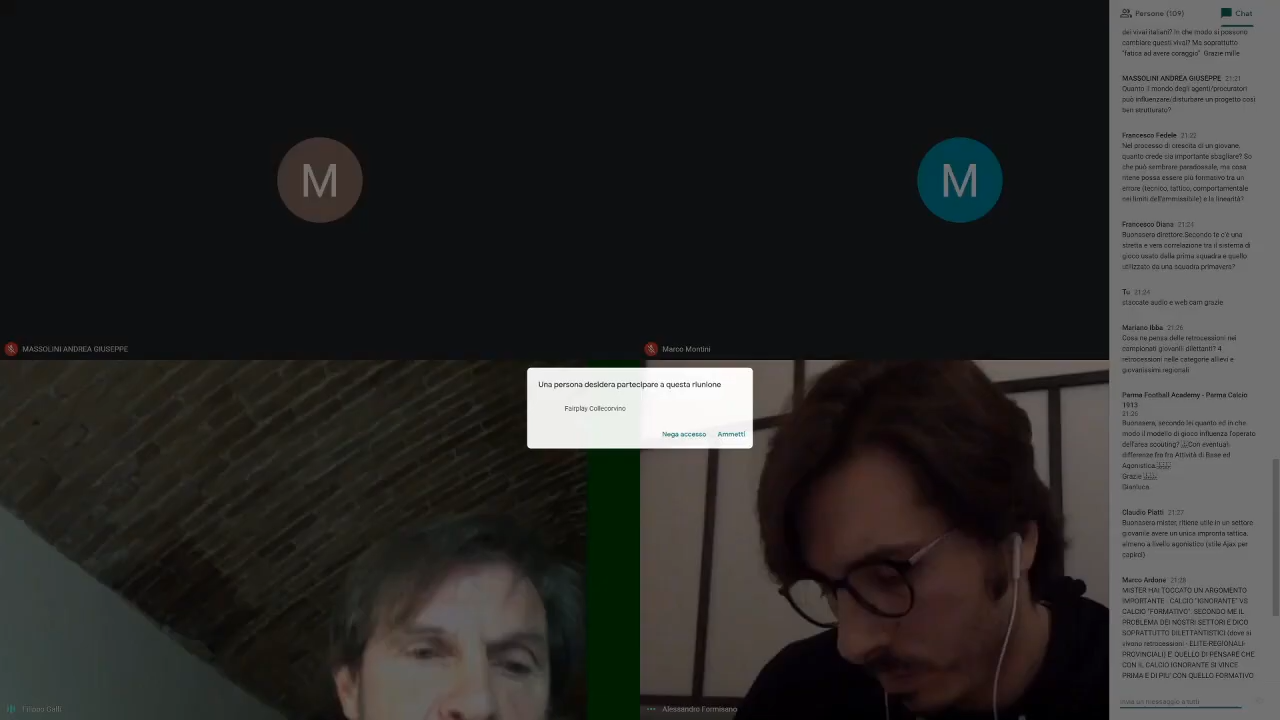 Persone (109)
Chat
dei vivai italiani? In che modo si possono
cambiare questi vivai? Ma soprattutto
"fatica ad avere coraggio". Grazie mille
MASSOLINI ANDREA GIUSEPPE 21:21
Quanto il mondo degli agenti/procuratori
può influenzare/disturbare un progetto così
ben strutturato?
Francesco Fedele 21:22
Nel processo di crescita di un giovane,
quanto crede sia importante sbagliare? So
che può sembrare paradossale, ma cosa
ritiene possa essere più formativo tra un
errore (tecnico, tattico, comportamentale
nei limiti dell'ammissibile) e la linearità?
Francesco Diana 21:24
Buonasera direttore.Secondo te c'è una
stretta e vera correlazione tra il sistema di
gioco usato dalla prima squadra e quello
utilizzato da una squadra primavera?
Tu 21:24
staccate audio e web cam grazie
Mariano Ibba 21:26
Cosa ne pensa delle retrocessioni nei
campionati giovanili dilettanti? 4
retrocessioni nelle categorie allievi e
giovanissimi regionali
Parma Football Academy - Parma Calcio
1913
21:26
Buonasera, secondo lei quanto ed in che
modo il modello di gioco influenza l'operato
dell'area scouting? Con eventuali
differenze fra fra Attività di Base ed
Agonistica
Grazie
Gianluca
Claudio Piatti 21:27
Buonasera mister, ritiene utile in un settore
giovanile avere un unica impronta tattica,
almeno a livello agonistico (stile Ajax per
capirci)
Marco Ardone 21:28
MISTER HAI TOCCATO UN ARGOMENTO
IMPORTANTE - CALCIO "IGNORANTE" VS
CALCIO "FORMATIVO". SECONDO ME IL
PROBLEMA DEI NOSTRI SETTORI E DICO
SOPRATTUTTO DILETTANTISTICI (dove si
vivono retrocessioni - ELITE-REGIONALI-
PROVINCIALI) E' QUELLO DI PENSARE CHE
CON IL CALCIO IGNORANTE SI VINCE
PRIMA E DI PIU' CON QUELLO FORMATIVO
Invia un messaggio a tutti
M
M
MASSOLINI ANDREA GIUSEPPE
Marco Montini
Una persona desidera partecipare a questa riunione
Fairplay Collecorvino
Nega accesso
Ammetti
Filippo Galli
Alessandro Formisano